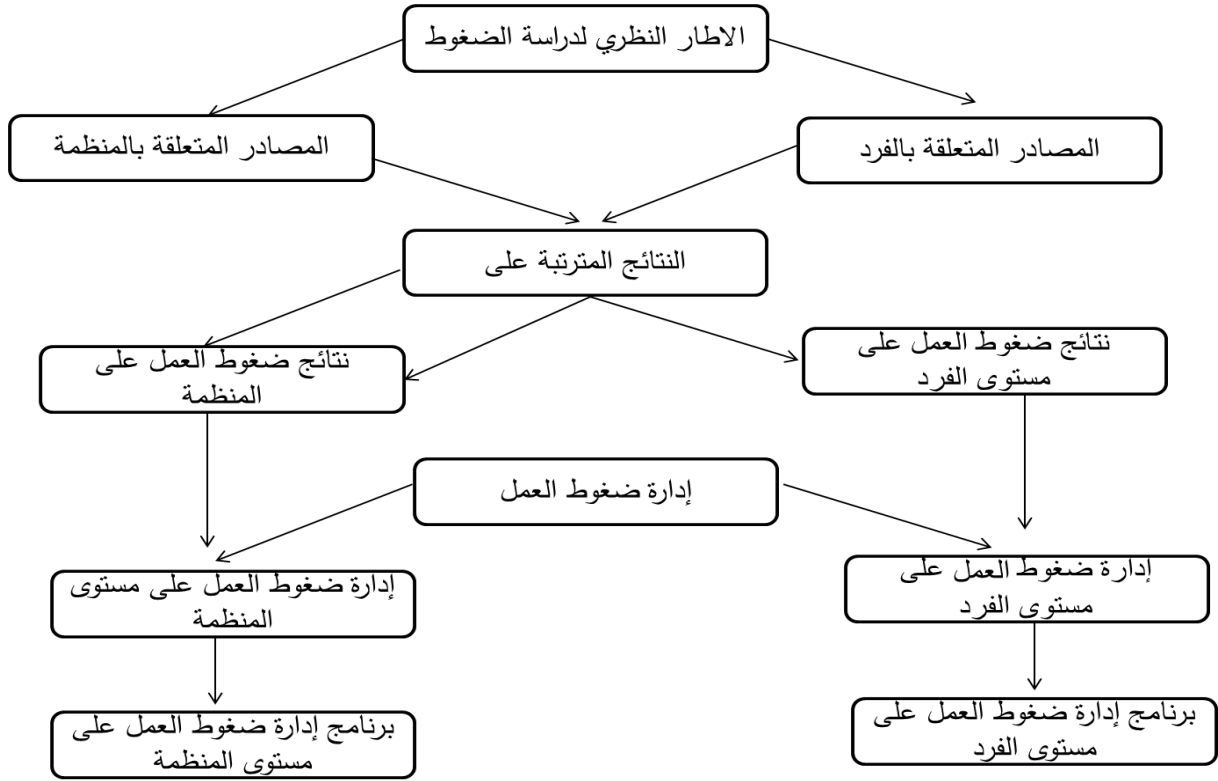 الاطار النظري لدراسة الضغوط
المصادر المتعلقة بالفرد
المصادر المتعلقة بالمنظمة
النتائج المترتبة على
نتائج ضغوط العمل على
مستوى الفرد
نتائج ضغوط العمل على
المنظمة
إدارة ضغوط العمل
إدارة ضغوط العمل على
مستوى الفرد
إدارة ضغوط العمل على مستوى
المنظمة
برنامج إدارة ضغوط العمل على
مستوى الفرد
برنامج إدارة ضغوط العمل على
مستوى المنظمة